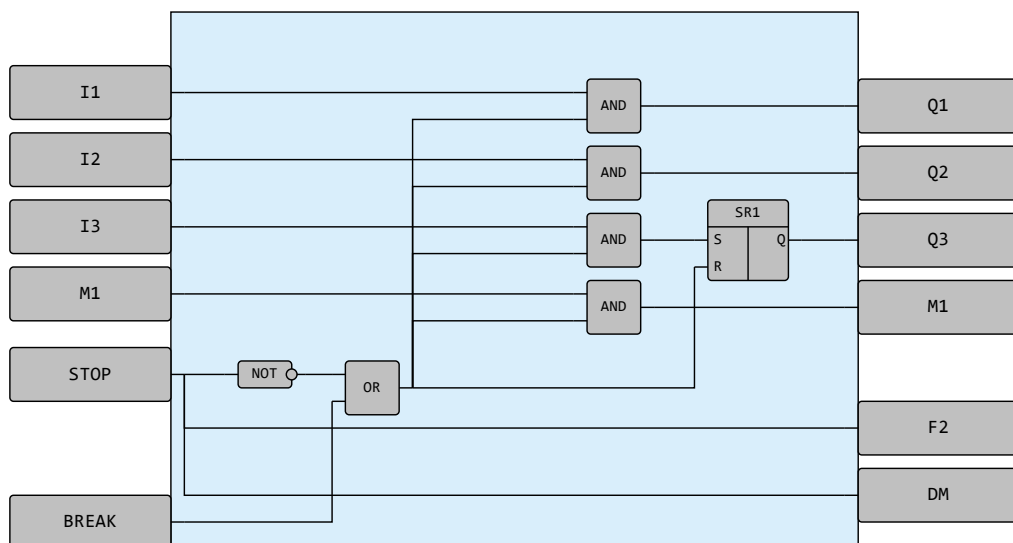 I1
I2
I3
M1
STOP
BREAK
NOT
OR
AND
AND
AND
AND
SR1
S Q
R
Q1
Q2
Q3
M1
F2
DM